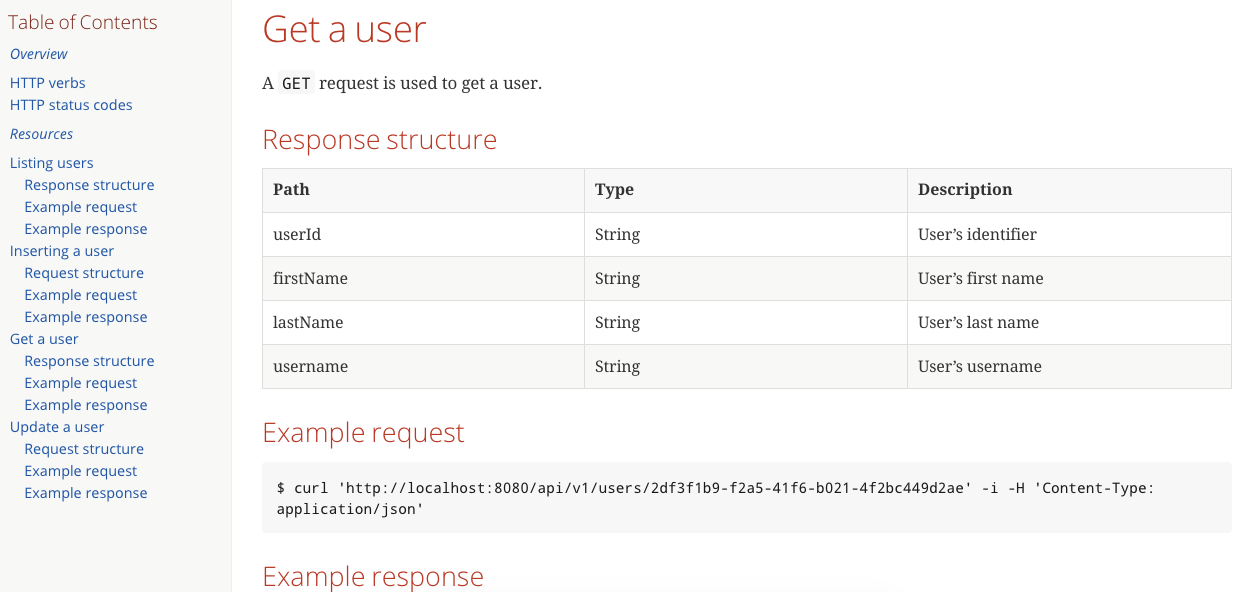 Table of Contents
Overview
HTTP verbs
HTTP status codes
Resources
Listing users
Response structure
Example request
Example response
Inserting a user
Request structure
Example request
Example response
Get a user
Response structure
Example request
Example response
Update a user
Request structure
Example request
Example response
Get a user
A GET request is used to get a user.
Response structure
Path Type Description
userId String User’s identifier
firstName String User’s first name
lastName String User’s last name
username String User’s username
Example request
$ curl 'http://localhost:8080/api/v1/users/2df3f1b9-f2a5-41f6-b021-4f2bc449d2ae' -i -H 'Content-Type:
application/json'
Example response